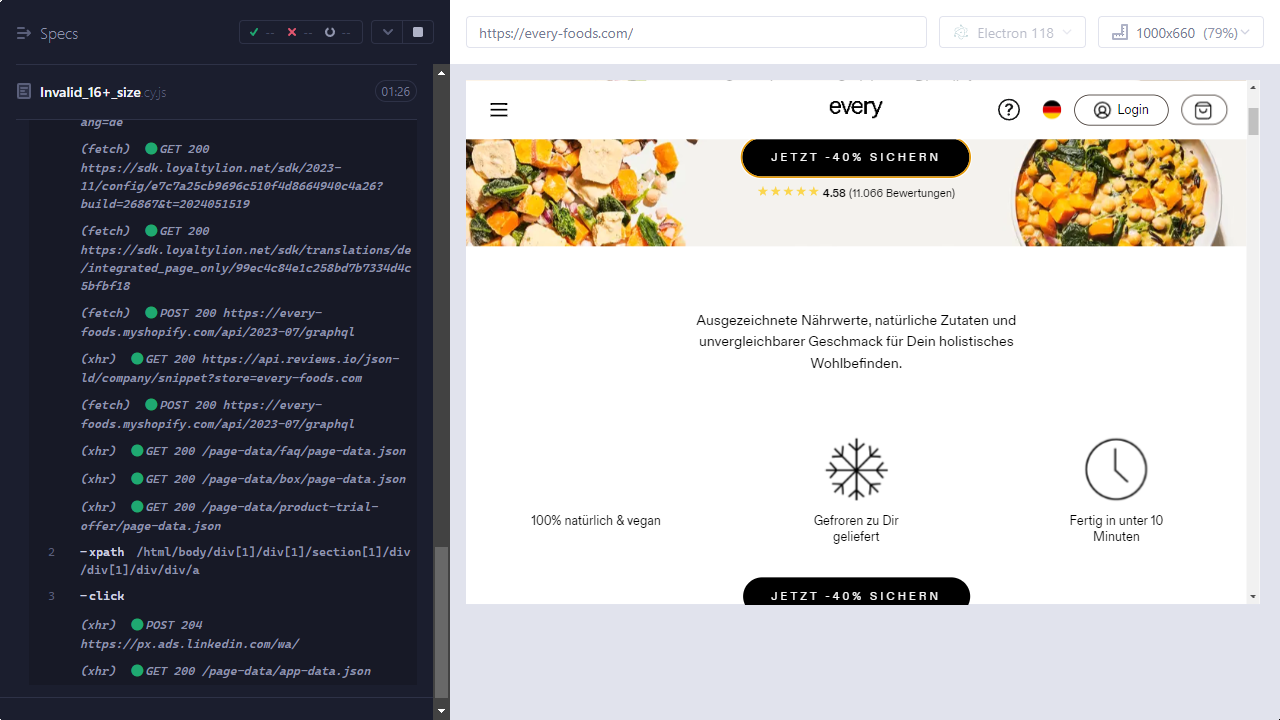 Specs
--
--
--
Invalid_16+_size.cy.js
01:26
ang=de
(fetch) GET 200
https://sdk.loyaltylion.net/sdk/2023-
11/config/e7c7a25cb9696c510f4d8664940c4a26?
build=26867&t=2024051519
(fetch) GET 200
https://sdk.loyaltylion.net/sdk/translations/de
/integrated_page_only/99ec4c84e1c258bd7b7334d4c
5bfbf18
(fetch) POST 200 https://every-
foods.myshopify.com/api/2023-07/graphql
(xhr) GET 200 https://api.reviews.io/json-
ld/company/snippet?store=every-foods.com
(fetch) POST 200 https://every-
foods.myshopify.com/api/2023-07/graphql
(xhr) GET 200 /page-data/faq/page-data.json
(xhr) GET 200 /page-data/box/page-data.json
(xhr) GET 200 /page-data/product-trial-
offer/page-data.json
2 -xpath /html/body/div[1]/div[1]/section[1]/div
/div[1]/div/div/a
3 -click
(xhr) POST 204
https://px.ads.linkedin.com/wa/
(xhr) GET 200 /page-data/app-data.json
https://every-foods.com/
Electron 118
1000x660 (79%)
every
Login
JETZT -40% SICHERN
★★★★★ 4.58 (11.066 Bewertungen)
Ausgezeichnete Nährwerte, natürliche Zutaten und
unvergleichbarer Geschmack für Dein holistisches
Wohlbefinden.
100% natürlich & vegan
Gefroren zu Dir
geliefert
Fertig in unter 10
Minuten
JETZT -40% SICHERN